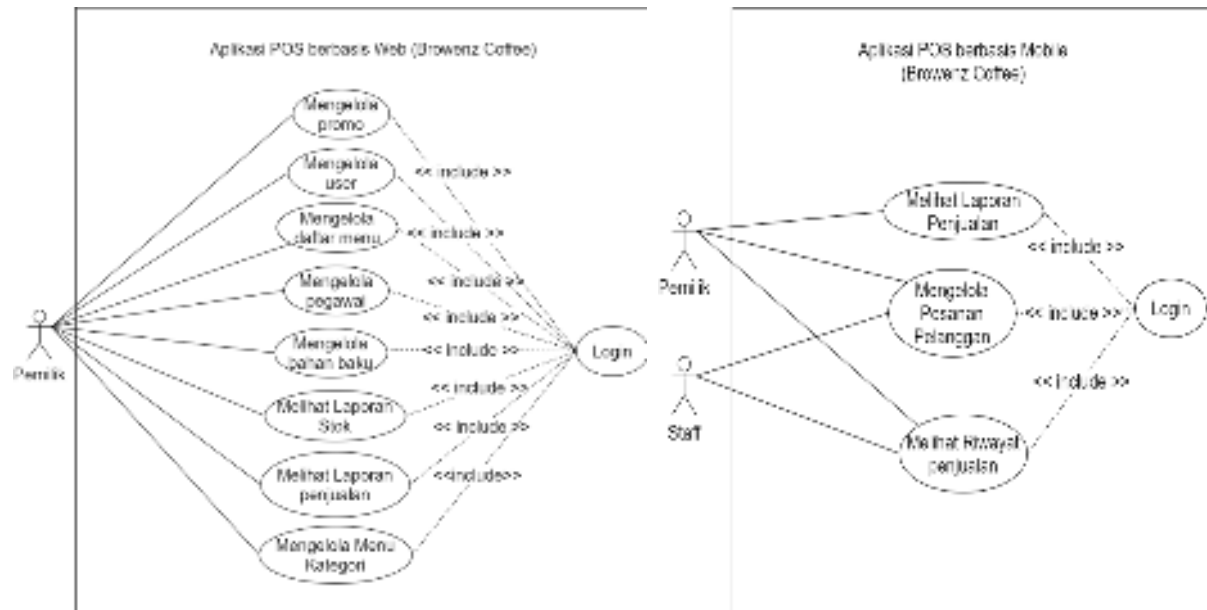 Aplikasi POS berbasis Web (Browenz Coffee)
Mengelola
promo
<< include >>
Mengelola
user
Mengelola
daftar menu
<< include >>
<< include >>
Mengelola
pegawai
<< include >>
Mengelola
bahan baku
<< include >>
Login
Pemilik
Melihat Laporan
Stok
<< include >>
<< include >>
Melihat Laporan
penjualan
<<include>>
Mengelola Menu
Kategori
Aplikasi POS berbasis Mobile
(Browenz Coffee)
Melihat Laporan
Penjualan
<< include >>
Pemilik
Mengelola
Pesanan
Pelanggan
<< include >>
Login
<< include >>
Staff
Melihat Riwayat
penjualan